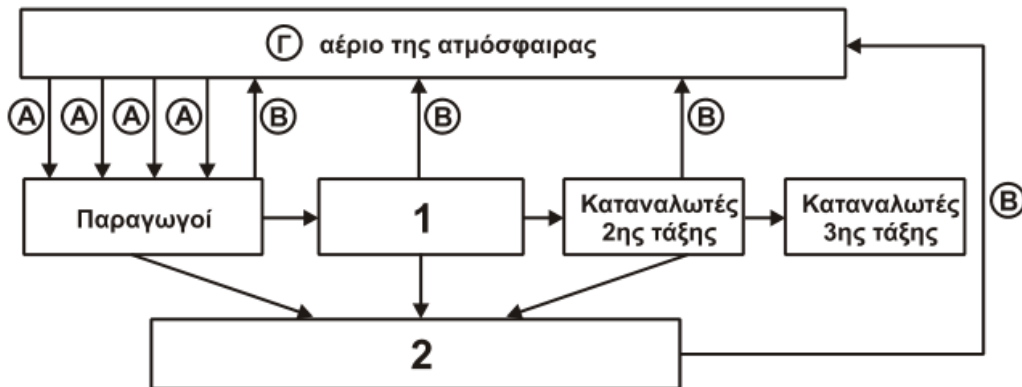 Γ αέριο της ατμόσφαιρας
Α Α Α Α Β Β Β
Παραγωγοί
1
Καταναλωτές
2ης τάξης
Καταναλωτές
3ης τάξης
Β
2